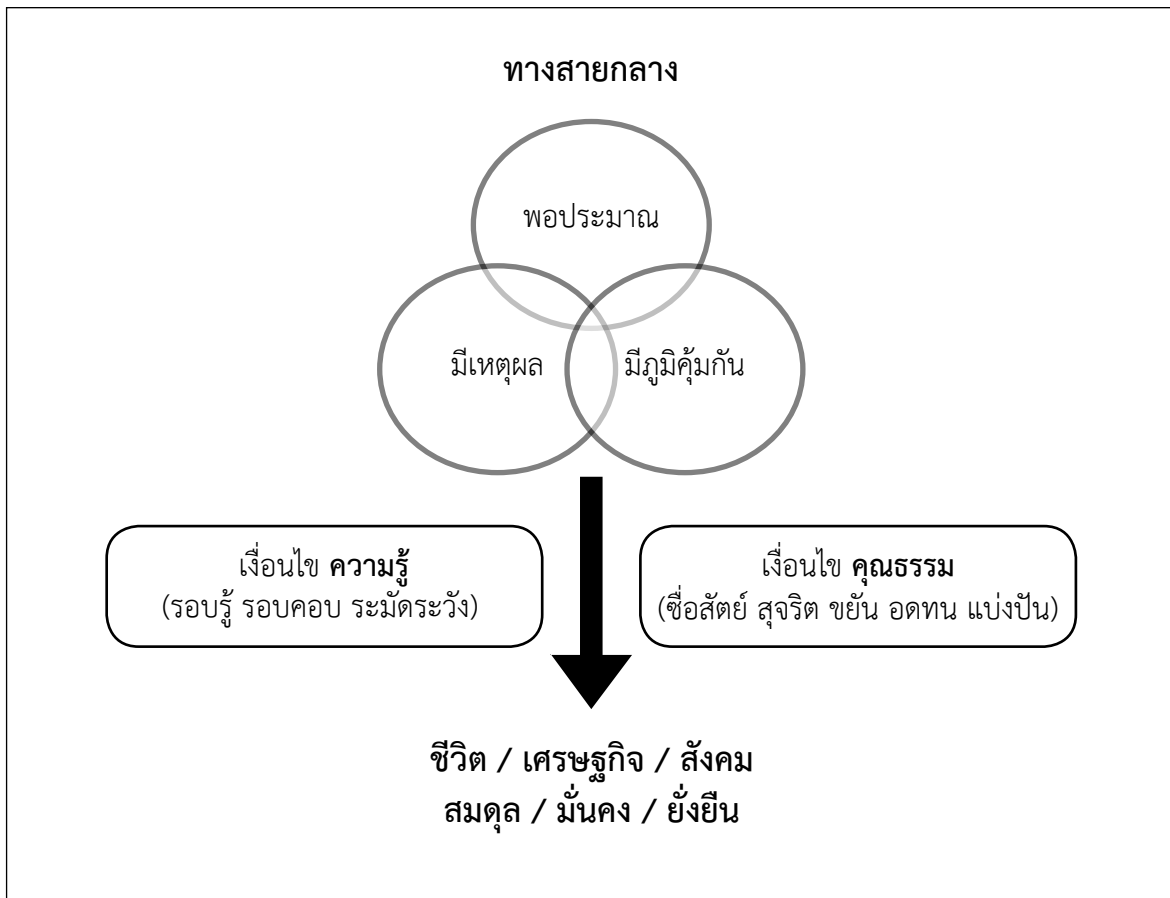 ทางสายกลาง
พอประมาณ
มีเหตุผล
มีภูมิคุ้มกัน
เงื่อนไข ความรู้
(รอบรู้ รอบคอบ ระมัดระวัง)
เงื่อนไข คุณธรรม
(ซื่อสัตย์ สุจริต ขยัน อดทน แบ่งปัน)
ชีวิต / เศรษฐกิจ / สังคม
สมดุล / มั่นคง / ยั่งยืน